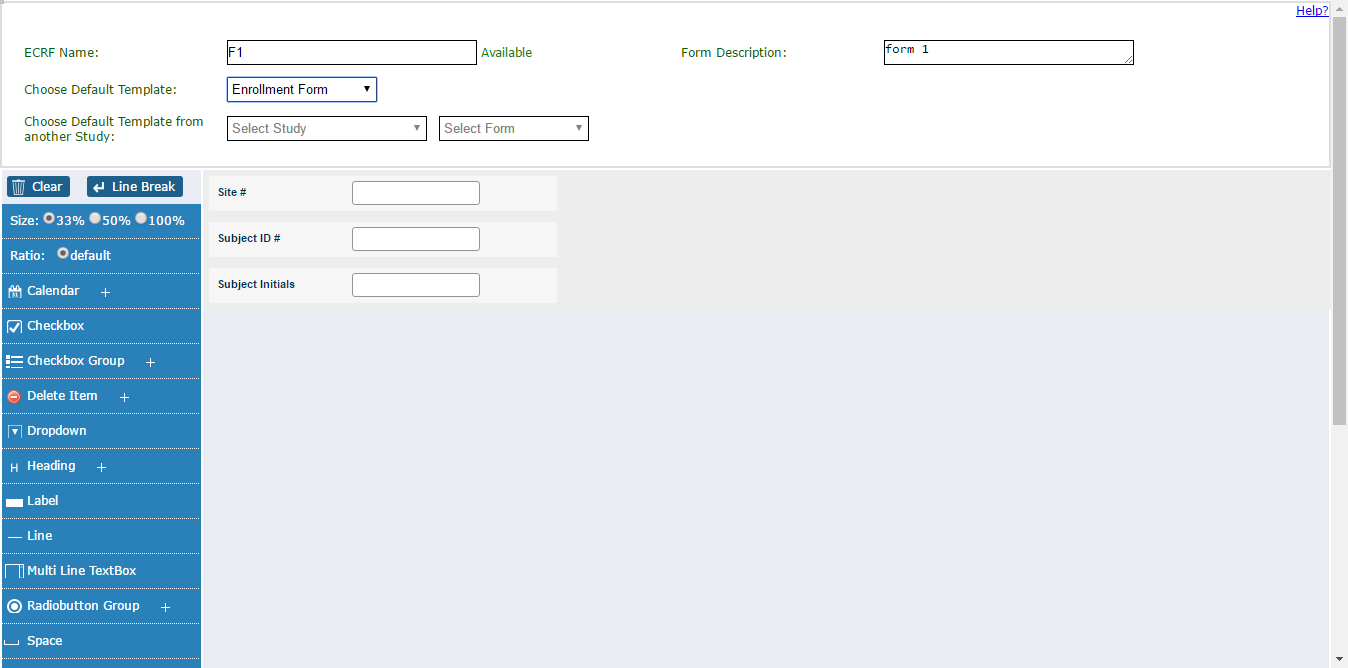 Help?
ECRF Name: F1 Available Form Description: form 1
Choose Default Template: Enrollment Form
Choose Default Template from
another Study: Select Study Select Form
Clear Line Break
Size: 33% 50% 100%
Ratio: default
Calendar +
Checkbox
Checkbox Group +
Delete Item +
Dropdown
H Heading +
Label
Line
Multi Line TextBox
Radiobutton Group +
Space
Site #
Subject ID #
Subject Initials